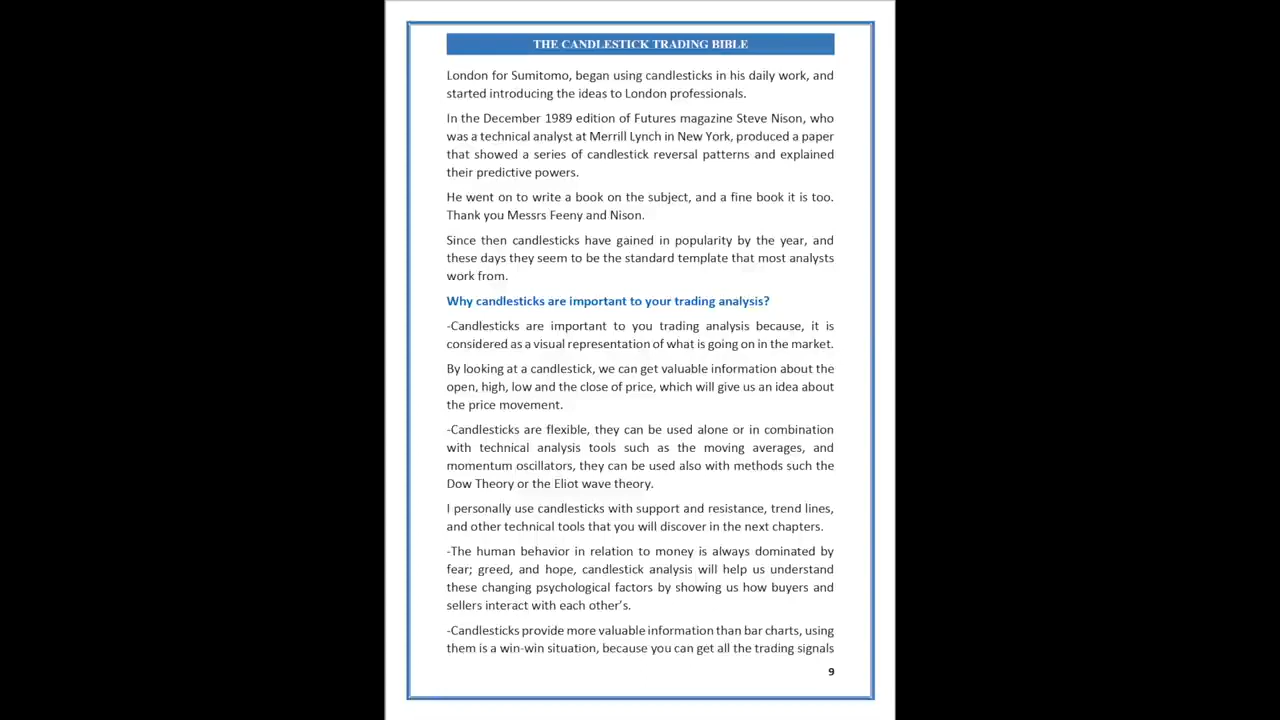 THE CANDLESTICK TRADING BIBLE
London for Sumitomo, began using candlesticks in his daily work, and
started introducing the ideas to London professionals.
In the December 1989 edition of Futures magazine Steve Nison, who
was a technical analyst at Merrill Lynch in New York, produced a paper
that showed a series of candlestick reversal patterns and explained
their predictive powers.
He went on to write a book on the subject, and a fine book it is too.
Thank you Messrs Feeny and Nison.
Since then candlesticks have gained in popularity by the year, and
these days they seem to be the standard template that most analysts
work from.
Why candlesticks are important to your trading analysis?
-Candlesticks are important to you trading analysis because, it is
considered as a visual representation of what is going on in the market.
By looking at a candlestick, we can get valuable information about the
open, high, low and the close of price, which will give us an idea about
the price movement.
-Candlesticks are flexible, they can be used alone or in combination
with technical analysis tools such as the moving averages, and
momentum oscillators, they can be used also with methods such the
Dow Theory or the Eliot wave theory.
I personally use candlesticks with support and resistance, trend lines,
and other technical tools that you will discover in the next chapters.
-The human behavior in relation to money is always dominated by
fear; greed, and hope, candlestick analysis will help us understand
these changing psychological factors by showing us how buyers and
sellers interact with each other's.
-Candlesticks provide more valuable information than bar charts, using
them is a win-win situation, because you can get all the trading signals
9